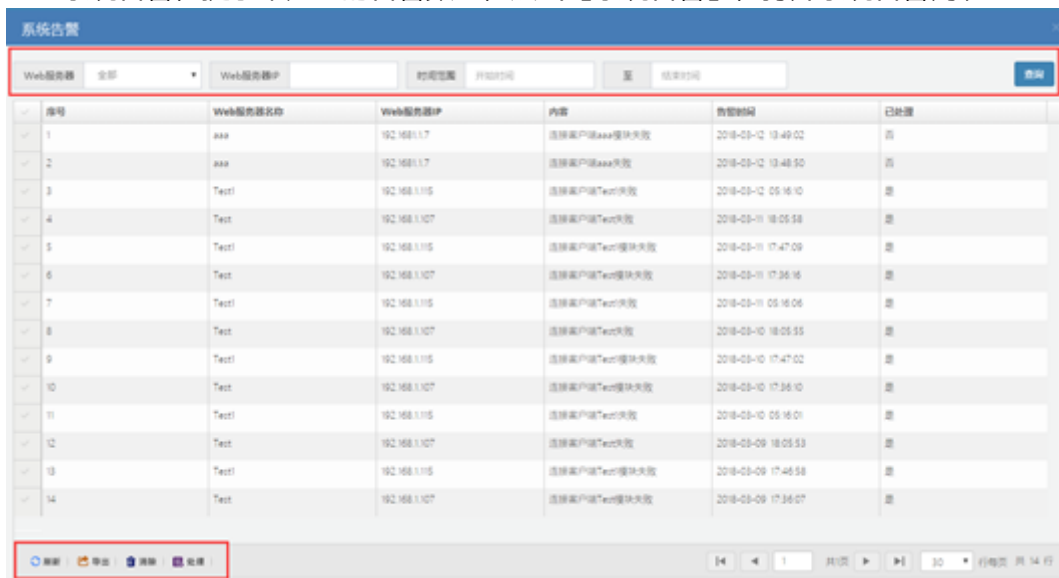 系统告警
Web服务器 全部 Web服务器IP 时间范围 开始时间 至 结束时间 查询
序号 Web服务器名称 Web服务器IP 内容 告警时间 已处理
1 aaa 192.168.1.1.7 连接客户端aaa模块失败 2018-03-12 13:49:02 否
2 aaa 192.168.1.1.7 连接客户端aaa失败 2018-03-12 13:48:50 否
3 Test1 192.168.1.115 连接客户端Test1失败 2018-03-12 05:16:10 是
4 Test 192.168.1.107 连接客户端Test失败 2018-03-11 18:05:58 是
5 Test1 192.168.1.115 连接客户端Test1模块失败 2018-03-11 17:47:09 是
6 Test 192.168.1.107 连接客户端Test模块失败 2018-03-11 17:36:16 是
7 Test1 192.168.1.115 连接客户端Test1失败 2018-03-11 05:16:06 是
8 Test 192.168.1.107 连接客户端Test失败 2018-03-10 18:05:55 是
9 Test1 192.168.1.115 连接客户端Test1模块失败 2018-03-10 17:47:02 是
10 Test 192.168.1.107 连接客户端Test模块失败 2018-03-10 17:36:10 是
11 Test1 192.168.1.115 连接客户端Test1失败 2018-03-10 05:16:01 是
12 Test 192.168.1.107 连接客户端Test失败 2018-03-09 18:05:53 是
13 Test1 192.168.1.115 连接客户端Test1模块失败 2018-03-09 17:46:58 是
14 Test 192.168.1.107 连接客户端Test模块失败 2018-03-09 17:36:07 是
刷新 导出 清除 处理 1 共1页 30 行每页 共 14 行